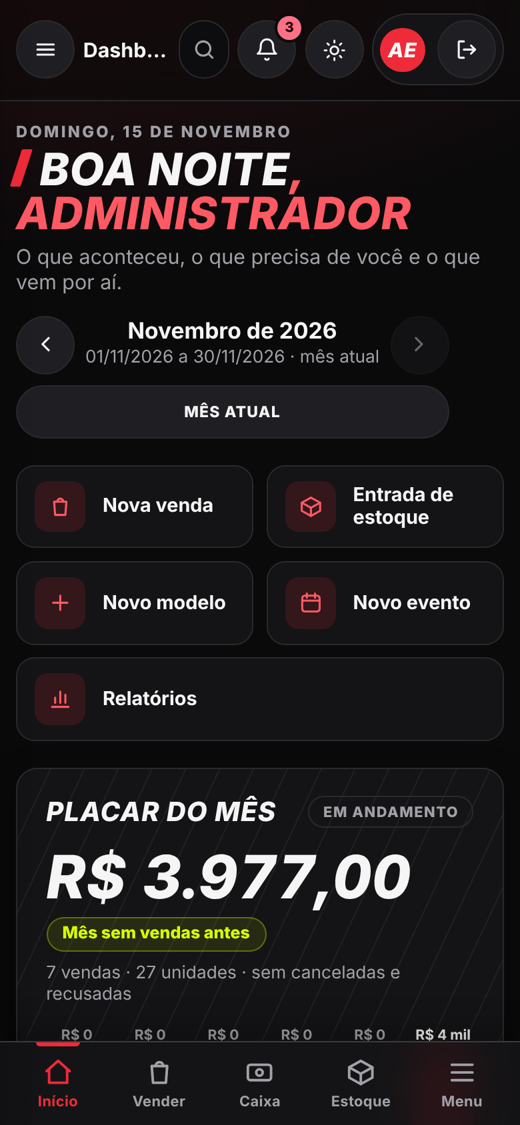 Dashb...
3
AE
DOMINGO, 15 DE NOVEMBRO
BOA NOITE,
ADMINISTRADOR
O que aconteceu, o que precisa de você e o que
vem por aí.
Novembro de 2026
01/11/2026 a 30/11/2026 · mês atual
MÊS ATUAL
Nova venda
Entrada de
estoque
Novo modelo
Novo evento
Relatórios
PLACAR DO MÊS
EM ANDAMENTO
R$ 3.977,00
Mês sem vendas antes
7 vendas · 27 unidades · sem canceladas e
recusadas
R$ 0 R$ 0 R$ 0 R$ 0 R$ 0 R$ 4 mil
Início Vender Caixa Estoque Menu